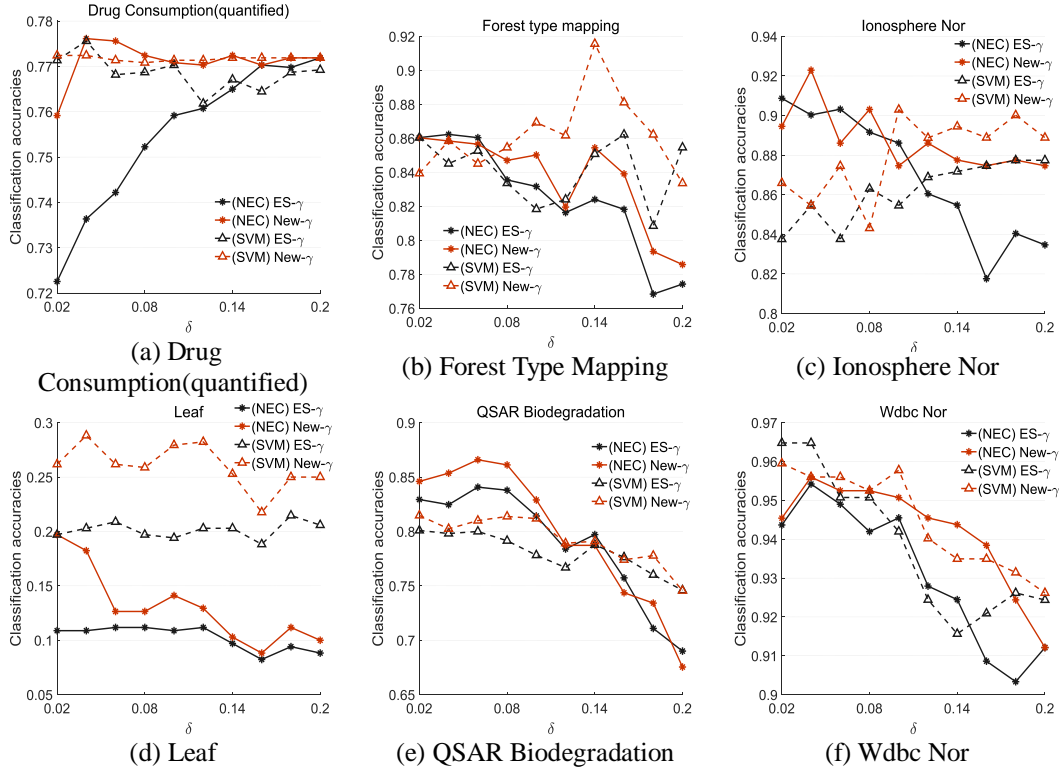 Drug Consumption(quantified)
Classification accuracies
0.78
0.77
0.76
0.75
0.74
0.73
0.72
(NEC) ES-γ
(NEC) New-γ
(SVM) ES-γ
(SVM) New-γ
0.02 0.08 0.14 0.2
δ
(a) Drug
Consumption(quantified)
Forest type mapping
Classification accuracies
0.92
0.9
0.88
0.86
0.84
0.82
0.8
0.78
0.76
(NEC) ES-γ
(NEC) New-γ
(SVM) ES-γ
(SVM) New-γ
0.02 0.08 0.14 0.2
δ
(b) Forest Type Mapping
Ionosphere Nor
Classification accuracies
0.94
0.92
0.9
0.88
0.86
0.84
0.82
0.8
(NEC) ES-γ
(NEC) New-γ
(SVM) ES-γ
(SVM) New-γ
0.02 0.08 0.14 0.2
δ
(c) Ionosphere Nor
Leaf
Classification accuracies
0.3
0.25
0.2
0.15
0.1
0.05
(NEC) ES-γ
(NEC) New-γ
(SVM) ES-γ
(SVM) New-γ
0.02 0.08 0.14 0.2
δ
(d) Leaf
QSAR Biodegradation
Classification accuracies
0.9
0.85
0.8
0.75
0.7
0.65
(NEC) ES-γ
(NEC) New-γ
(SVM) ES-γ
(SVM) New-γ
0.02 0.08 0.14 0.2
δ
(e) QSAR Biodegradation
Wdbc Nor
Classification accuracies
0.97
0.96
0.95
0.94
0.93
0.92
0.91
0.9
(NEC) ES-γ
(NEC) New-γ
(SVM) ES-γ
(SVM) New-γ
0.02 0.08 0.14 0.2
δ
(f) Wdbc Nor